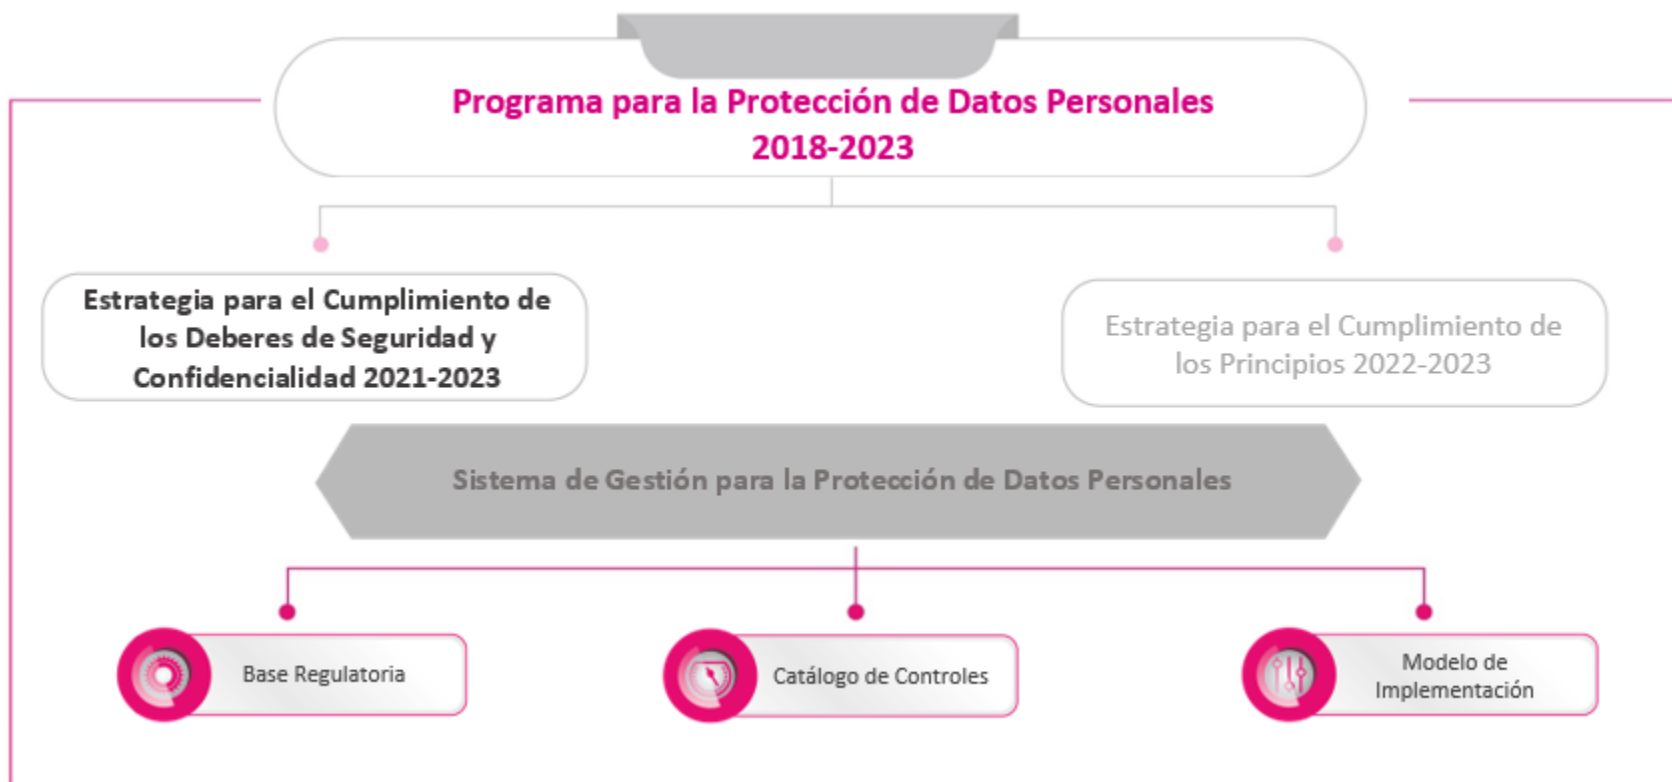 Programa para la Protección de Datos Personales
2018-2023
Estrategia para el Cumplimiento de
los Deberes de Seguridad y
Confidencialidad 2021-2023
Estrategia para el Cumplimiento de
los Principios 2022-2023
Sistema de Gestión para la Protección de Datos Personales
Base Regulatoria
Catálogo de Controles
Modelo de
Implementación